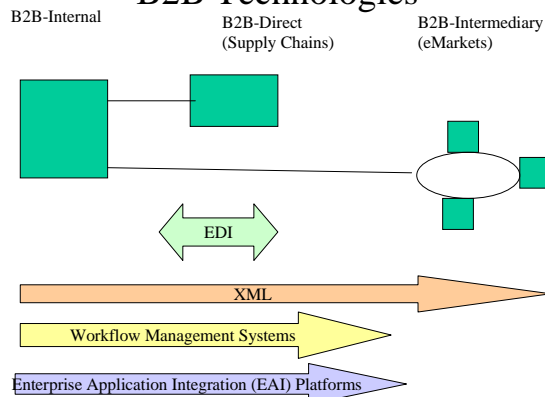 B2B Technologies
B2B-Internal
B2B-Direct
(Supply Chains)
B2B-Intermediary
(eMarkets)
EDI
XML
Workflow Management Systems
Enterprise Application Integration (EAI) Platforms